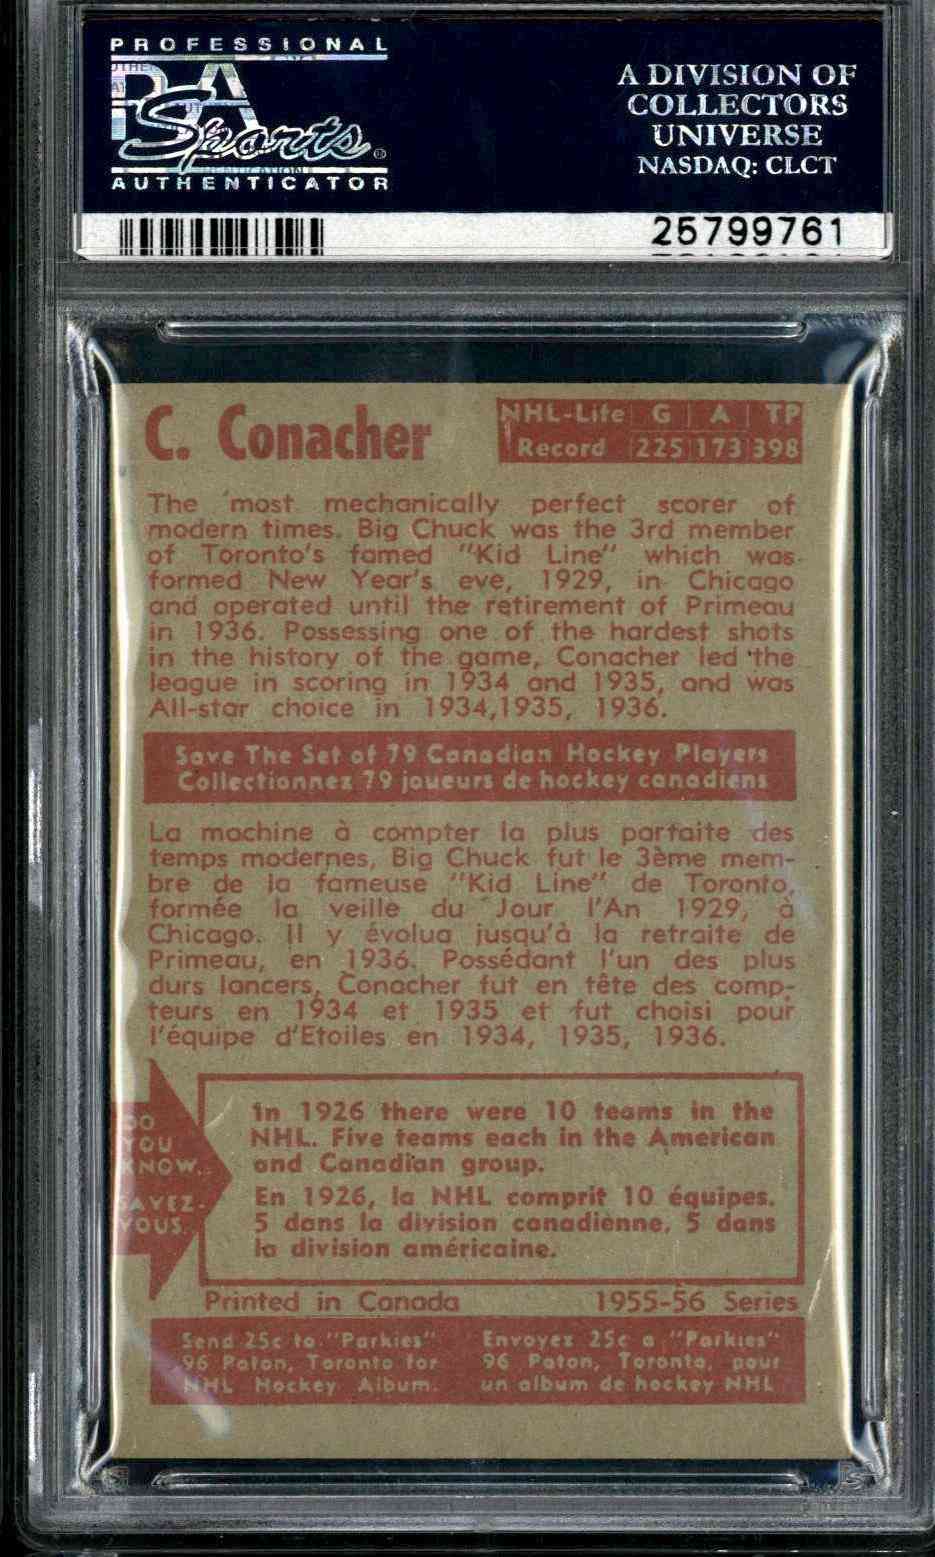 PROFESSIONAL
PSA
Sports
AUTHENTICATOR
A DIVISION OF
COLLECTORS
UNIVERSE
NASDAQ: CLCT
25799761
C. Conacher
NHL-Life G A TP
Record 225 173 398
The most mechanically perfect scorer of
modern times. Big Chuck was the 3rd member
of Toronto's famed "Kid Line" which was
formed New Year's eve, 1929, in Chicago
and operated until the retirement of Primeau
in 1936. Possessing one of the hardest shots
in the history of the game, Conacher led the
league in scoring in 1934 and 1935, and was
All-star choice in 1934,1935, 1936.
Save The Set of 79 Canadian Hockey Players
Collectionnez 79 joueurs de hockey canadiens
La machine à compter la plus parfaite des
temps modernes, Big Chuck fut le 3ème mem-
bre de la fameuse "Kid Line" de Toronto,
formée la veille du Jour l'An 1929, à
Chicago. Il y évolua jusqu'à la retraite de
Primeau, en 1936. Possédant l'un des plus
durs lancers, Conacher fut en tête des comp-
teurs en 1934 et 1935 et fut choisi pour
l'équipe d'Etoiles en 1934, 1935, 1936.
DO
YOU
KNOW..
SAVEZ-
VOUS.
In 1926 there were 10 teams in the
NHL. Five teams each in the American
and Canadian group.
En 1926, la NHL comprit 10 équipes.
5 dans la division canadienne, 5 dans
la division américaine.
Printed in Canada 1955-56 Series
Send 25c to "Parkies"
96 Paton, Toronto for
NHL Hockey Album.
Envoyez 25c a "Parkies"
96 Paton, Toronto, pour
un album de hockey NHL